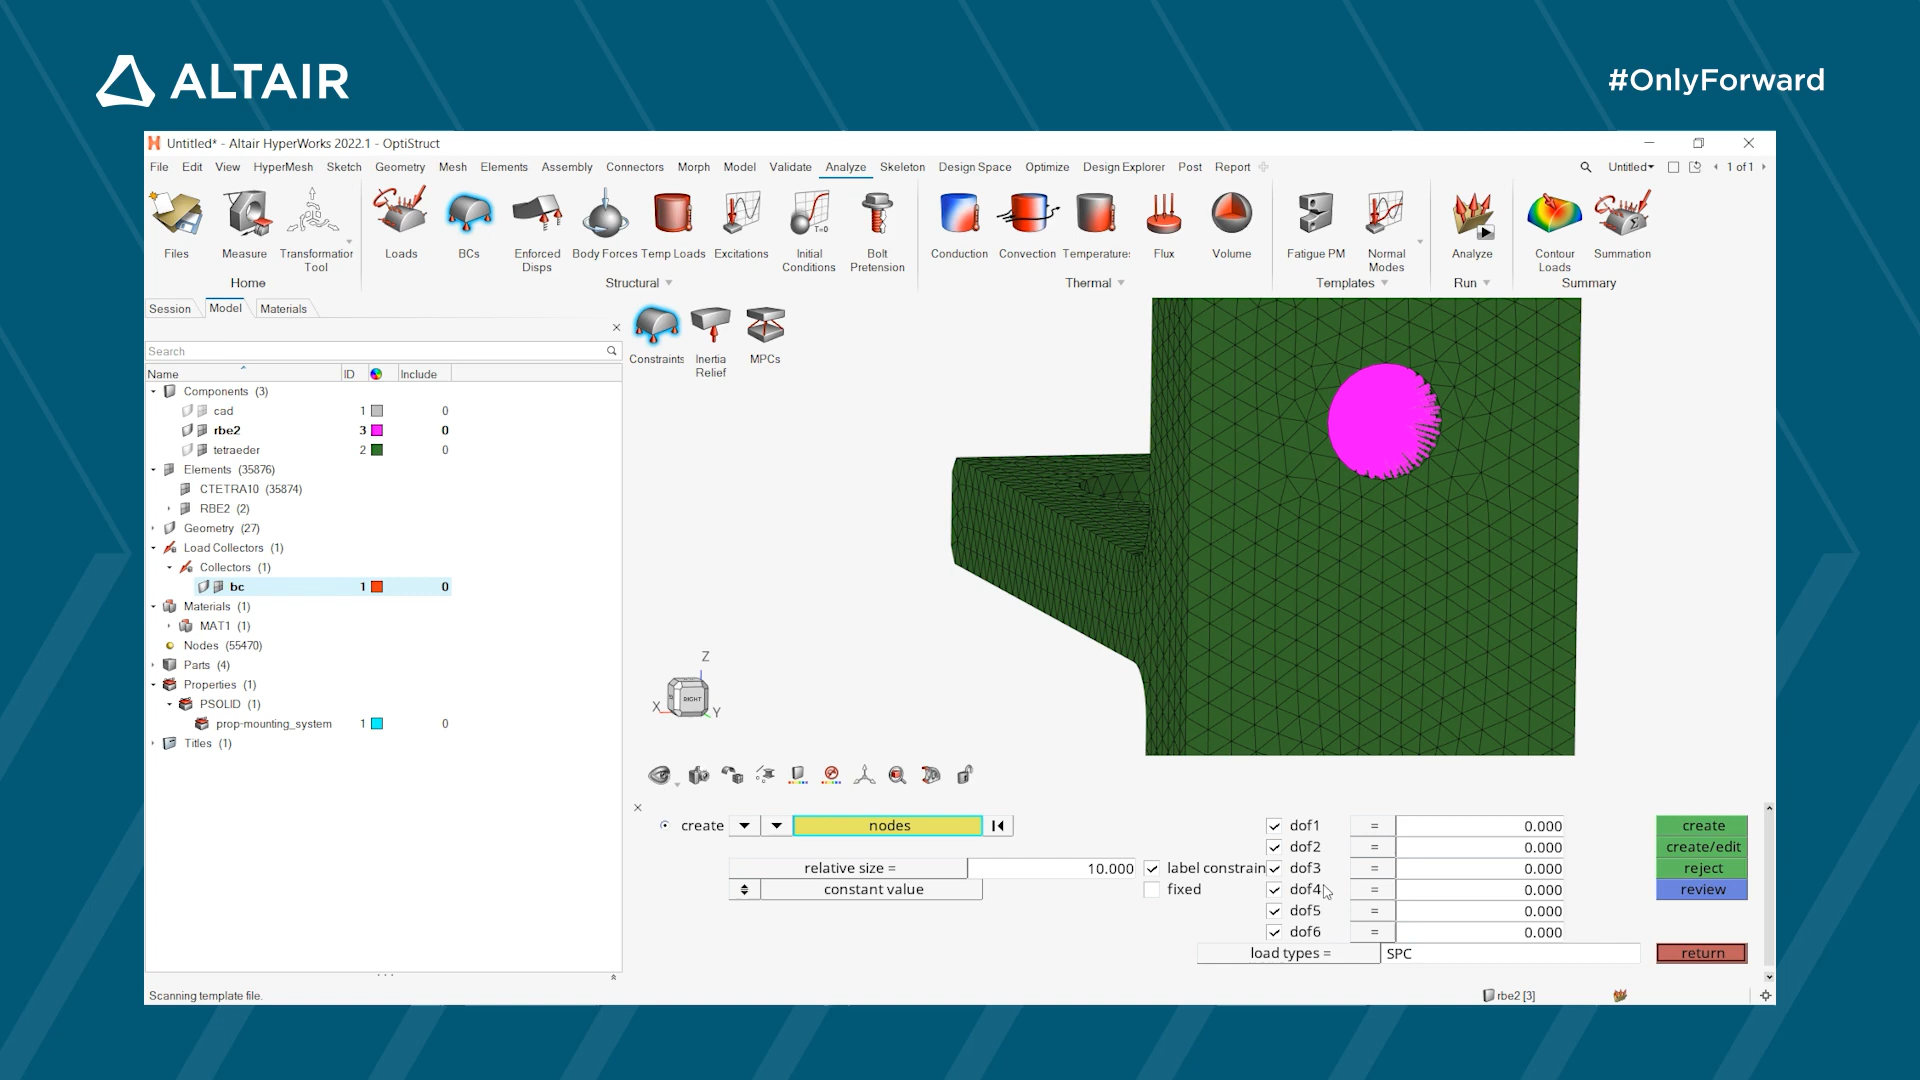 ALTAIR
#OnlyForward
Untitled* - Altair HyperWorks 2022.1 - OptiStruct
File Edit View HyperMesh Sketch Geometry Mesh Elements Assembly Connectors Morph Model Validate Analyze Skeleton Design Space Optimize Design Explorer Post Report Untitled 1 of 1
T=0
Files Measure Transformation Tool Loads BCs Enforced Disps Body Forces Temp Loads Excitations Initial Conditions Bolt Pretension Conduction Convection Temperature: Flux Volume Fatigue PM Normal Modes Analyze Contour Loads Summation
Home Structural Thermal Templates Run Summary
Session Model Materials
Constraints Inertia Relief MPCs
Search
Name ID Include
Components (3)
cad 1 0
rbe2 3 0
tetraeder 2 0
Elements (35876)
CTETRA10 (35874)
RBE2 (2)
Geometry (27)
Load Collectors (1)
Collectors (1)
bc 1 0
Materials (1)
MAT1 (1)
Nodes (55470)
Parts (4)
Properties (1)
PSOLID (1)
prop-mounting_system 1 0
Titles (1)
Z
RIGHT
X Y
create nodes dof1 = 0.000 create
dof2 = 0.000 create/edit
relative size = 10.000 label constrain dof3 = 0.000 reject
constant value fixed dof4 = 0.000 review
dof5 = 0.000
dof6 = 0.000
load types = SPC return
Scanning template file. rbe2 [3]